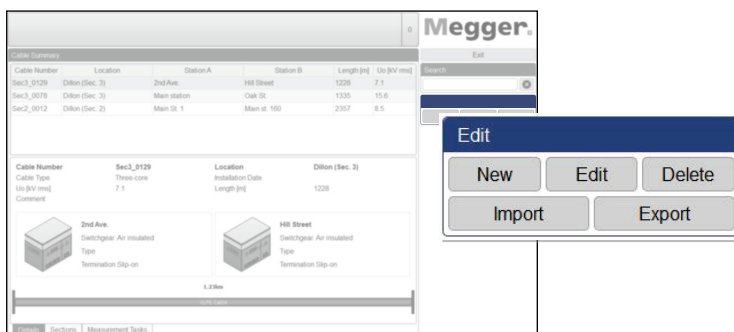 0
Megger.
Cable Summary
Exit
Cable Number Location Station A Station B Length [m] Uo [kV rms]
Search
Sec3_0129 Dillon (Sec. 3) 2nd Ave. Hill Street 1228 7.1
Sec3_0078 Dillon (Sec. 3) Main station Oak St. 1335 15.6
Sec2_0012 Dillon (Sec. 2) Main St. 1 Main st. 160 2357 8.5
Edit
New Edit Delete
Import Export
Cable Number Sec3_0129 Location Dillon (Sec. 3)
Cable Type Three-core Installation Date
Uo [kV rms] 7.1 Length [m] 1228
Comment
2nd Ave. Hill Street
Switchgear Air insulated Switchgear Air insulated
Type Type
Termination Slip-on Termination Slip-on
1.23km
Details Sections Measurement Tasks